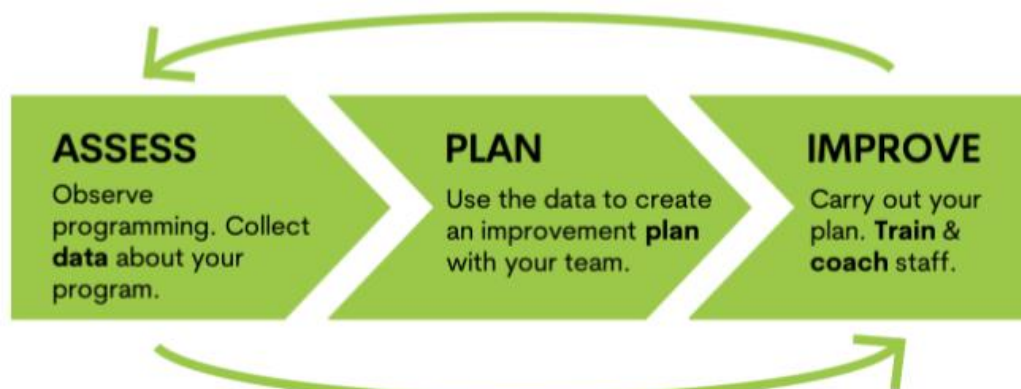 ASSESS
Observe
programming. Collect
data about your
program.
PLAN
Use the data to create
an improvement plan
with your team.
IMPROVE
Carry out your
plan. Train &
coach staff.